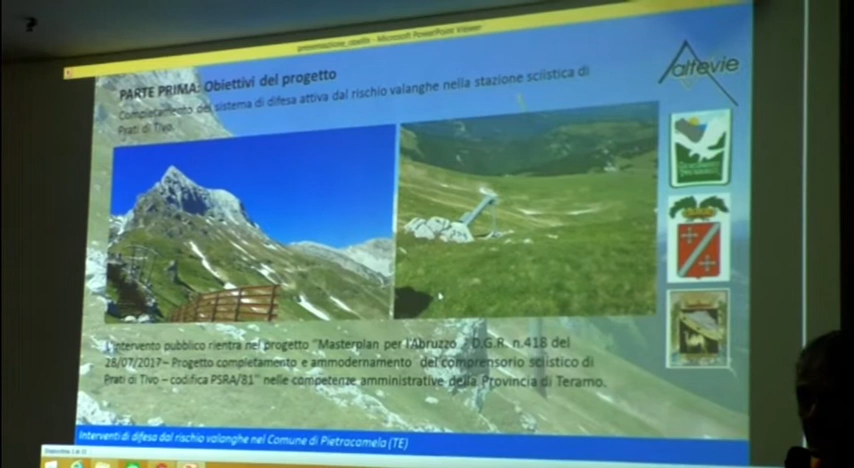 presentazione_casilla - Microsoft PowerPoint Viewer
PARTE PRIMA: Obiettivi del progetto
Completamento del sistema di difesa attiva dal rischio valanghe nella stazione sciistica di
Prati di Tivo.
alfevie
L'intervento pubblico rientra nel progetto "Masterplan per l'Abruzzo - D.G.R. n.418 del
28/07/2017 – Progetto completamento e ammodernamento del comprensorio sciistico di
Prati di Tivo – codifica PSRA/81" nelle competenze amministrative della Provincia di Teramo.
Interventi di difesa dal rischio valanghe nel Comune di Pietracamela (TE)